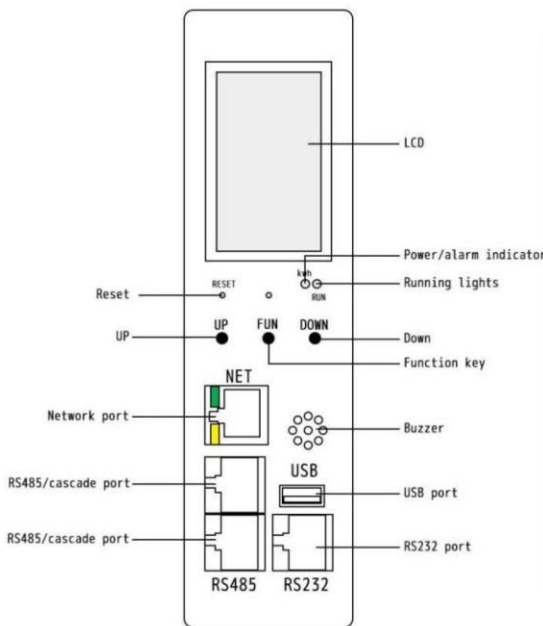 LCD
Power/alarm indicator
kwh
Running lights
RESET
RUN
Reset
UP FUN DOWN
UP
Down
Function key
NET
Network port
Buzzer
USB
RS485/cascade port
USB port
RS485/cascade port
RS232 port
RS485 RS232